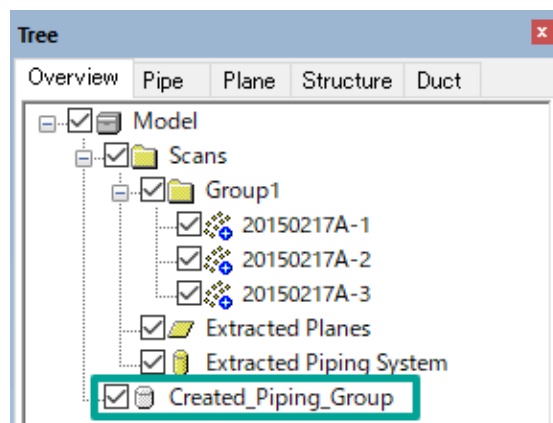 Tree
Overview Pipe Plane Structure Duct
Model
Scans
Group1
20150217A-1
20150217A-2
20150217A-3
Extracted Planes
Extracted Piping System
Created_Piping_Group